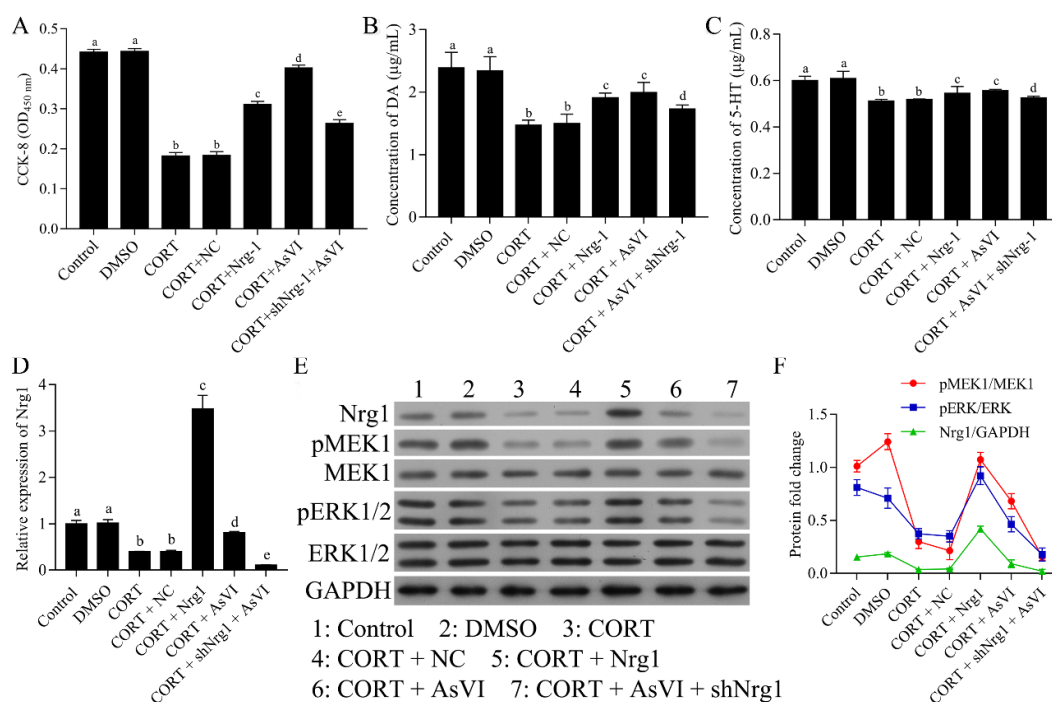 A
CCK-8 (OD450 nm)
0.5
0.4
0.3
0.2
0.1
0.0
a
a
b
b
c
d
e
Control
DMSO
CORT
CORT+NC
CORT+Nrg-1
CORT+AsVI
CORT+shNrg-1+AsVI
B
Concentration of DA (μg/mL)
3
2
1
0
a
a
b
b
c
c
d
Control
DMSO
CORT
CORT + NC
CORT + Nrg-1
CORT + AsVI
CORT + AsVI + shNrg-1
C
Concentration of 5-HT (μg/mL)
0.8
0.6
0.4
0.2
0.0
a
a
b
b
c
c
d
Control
DMSO
CORT
CORT + NC
CORT + Nrg-1
CORT + AsVI
CORT + AsVI + shNrg-1
D
Relative expression of Nrg1
4
3
2
1
0
a
a
b
b
c
d
e
Control
DMSO
CORT
CORT + NC
CORT + Nrg1
CORT + AsVI
CORT + shNrg1 + AsVI
E
1 2 3 4 5 6 7
Nrg1
pMEK1
MEK1
pERK1/2
ERK1/2
GAPDH
1: Control 2: DMSO 3: CORT
4: CORT + NC 5: CORT + Nrg1
6: CORT + AsVI 7: CORT + AsVI + shNrg1
F
pMEK1/MEK1
pERK/ERK
Nrg1/GAPDH
Protein fold change
1.5
1.0
0.5
0.0
Control
DMSO
CORT
CORT + NC
CORT + Nrg1
CORT + AsVI
CORT + shNrg1 + AsVI